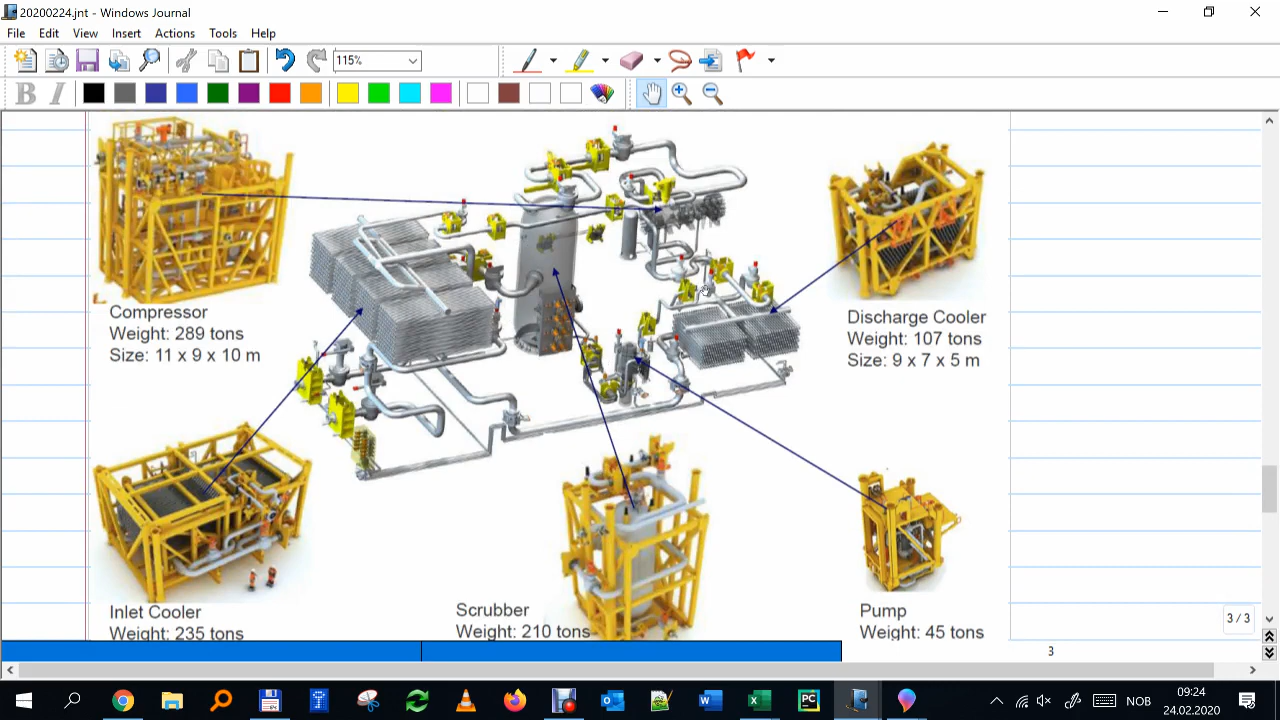 20200224.jnt - Windows Journal
File Edit View Insert Actions Tools Help
115%
B I
Compressor
Weight: 289 tons
Size: 11 x 9 x 10 m
Discharge Cooler
Weight: 107 tons
Size: 9 x 7 x 5 m
Inlet Cooler
Weight: 235 tons
Scrubber
Weight: 210 tons
Pump
Weight: 45 tons
3 / 3
3
NOB
09:24
24.02.2020